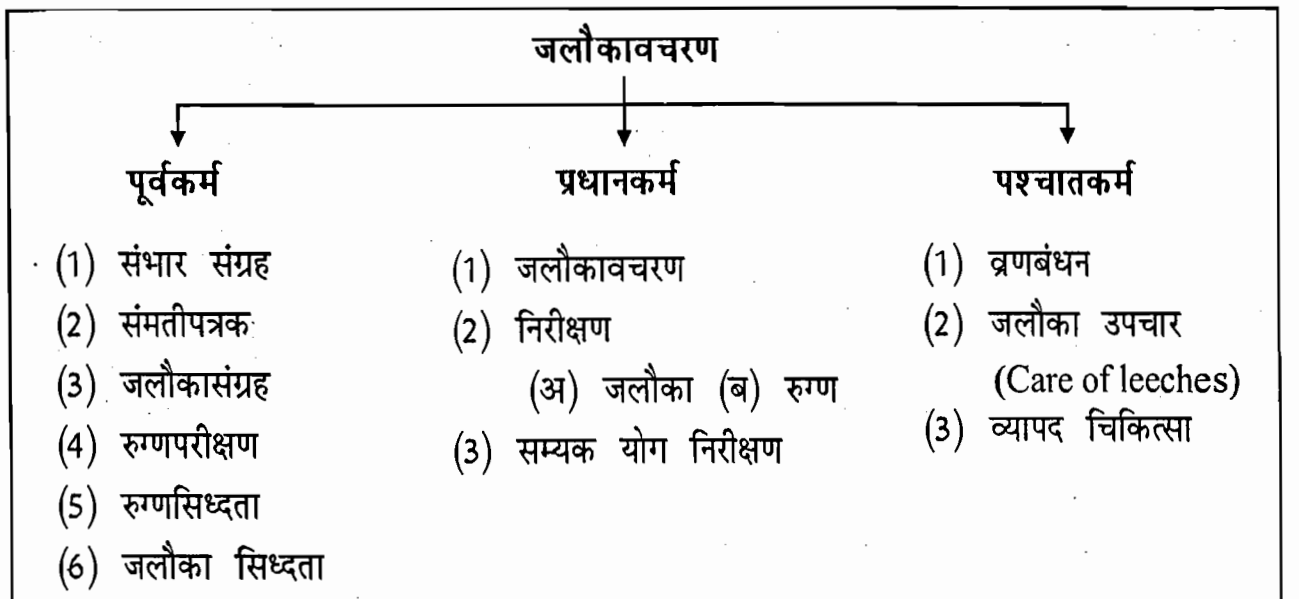 जलौकावचरण
पूर्वकर्म
(1) संभार संग्रह
(2) संमतीपत्रक
(3) जलौकासंग्रह
(4) रुग्णपरीक्षण
(5) रुग्णसिध्दता
(6) जलौका सिध्दता
प्रधानकर्म
(1) जलौकावचरण
(2) निरीक्षण
(अ) जलौका (ब) रुग्ण
(3) सम्यक योग निरीक्षण
पश्चातकर्म
(1) व्रणबंधन
(2) जलौका उपचार
(Care of leeches)
(3) व्यापद चिकित्सा